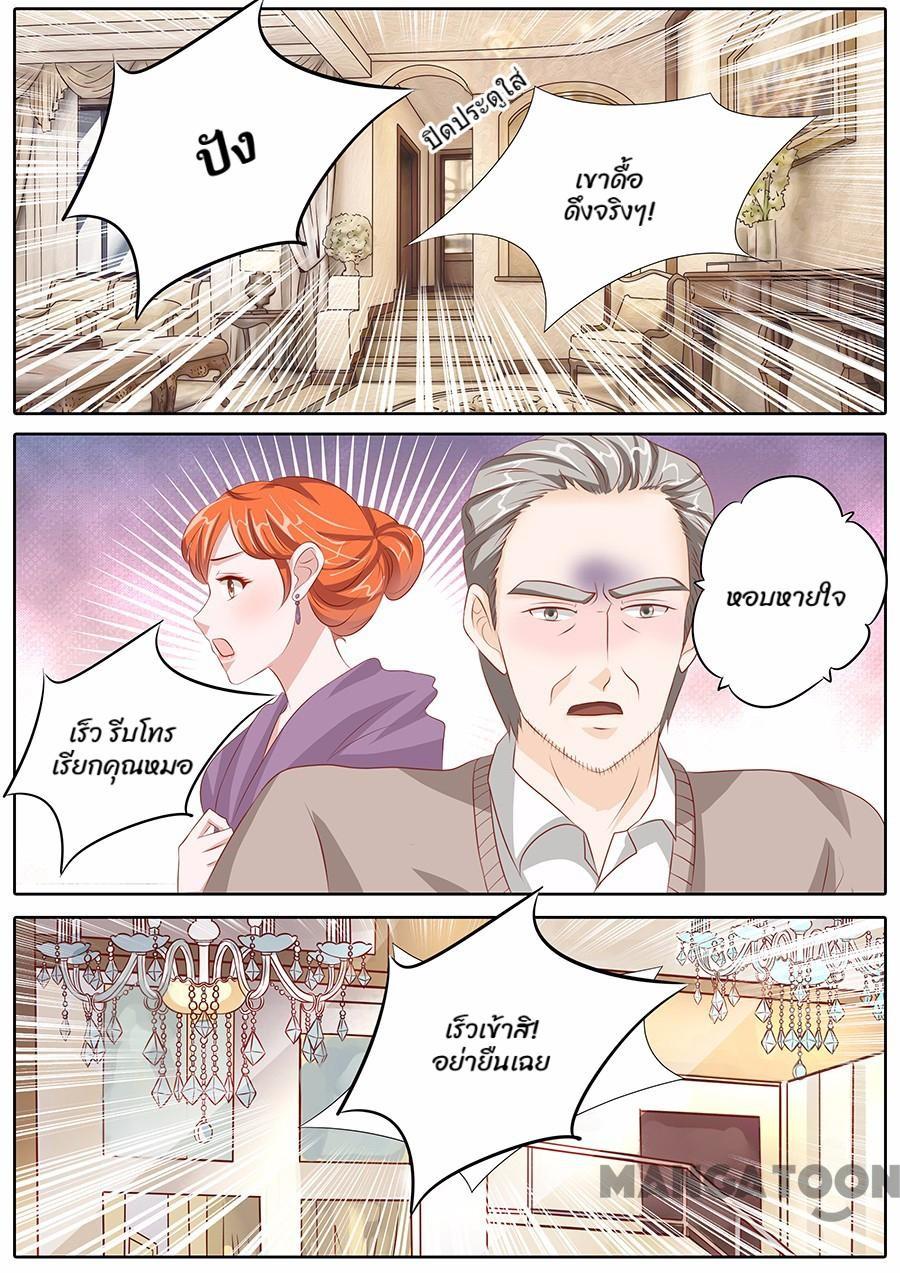 ปัง
ปิดประตูใส่
เขาดื้อ
ดึงจริงๆ!
หอบหายใจ
เร็ว รีบโทร
เรียกคุณหมอ
เร็วเข้าสิ!
อย่ายืนเฉย
MANGATOON